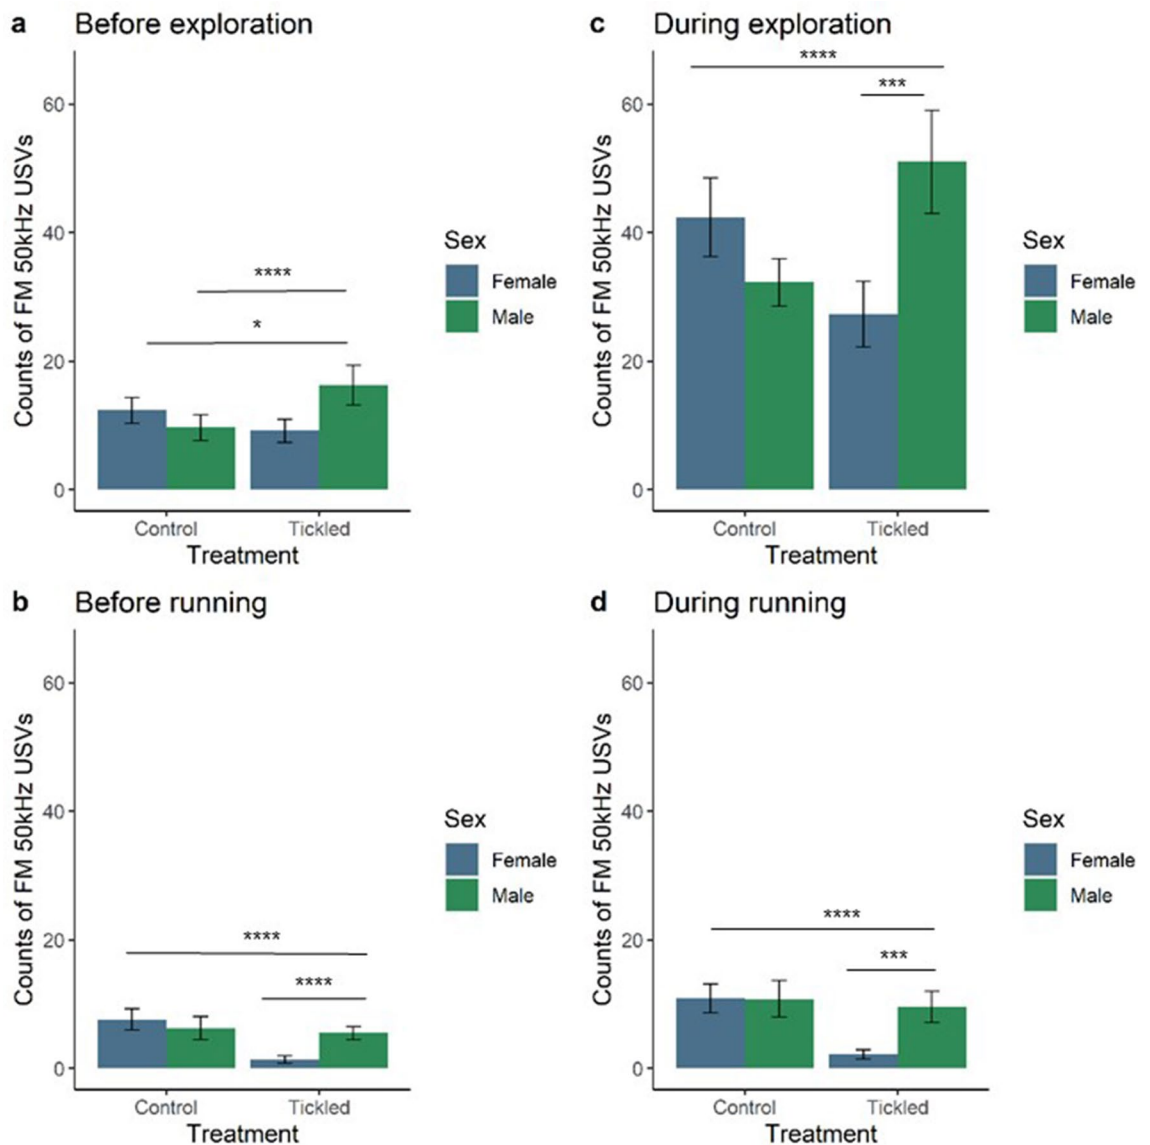 a Before exploration
Counts of FM 50kHz USVs
60
40
20
0
****
*
Control Tickled
Treatment
Sex
Female
Male
c During exploration
Counts of FM 50kHz USVs
60
40
20
0
****
***
Control Tickled
Treatment
Sex
Female
Male
b Before running
Counts of FM 50kHz USVs
60
40
20
0
****
****
Control Tickled
Treatment
Sex
Female
Male
d During running
Counts of FM 50kHz USVs
60
40
20
0
****
***
Control Tickled
Treatment
Sex
Female
Male